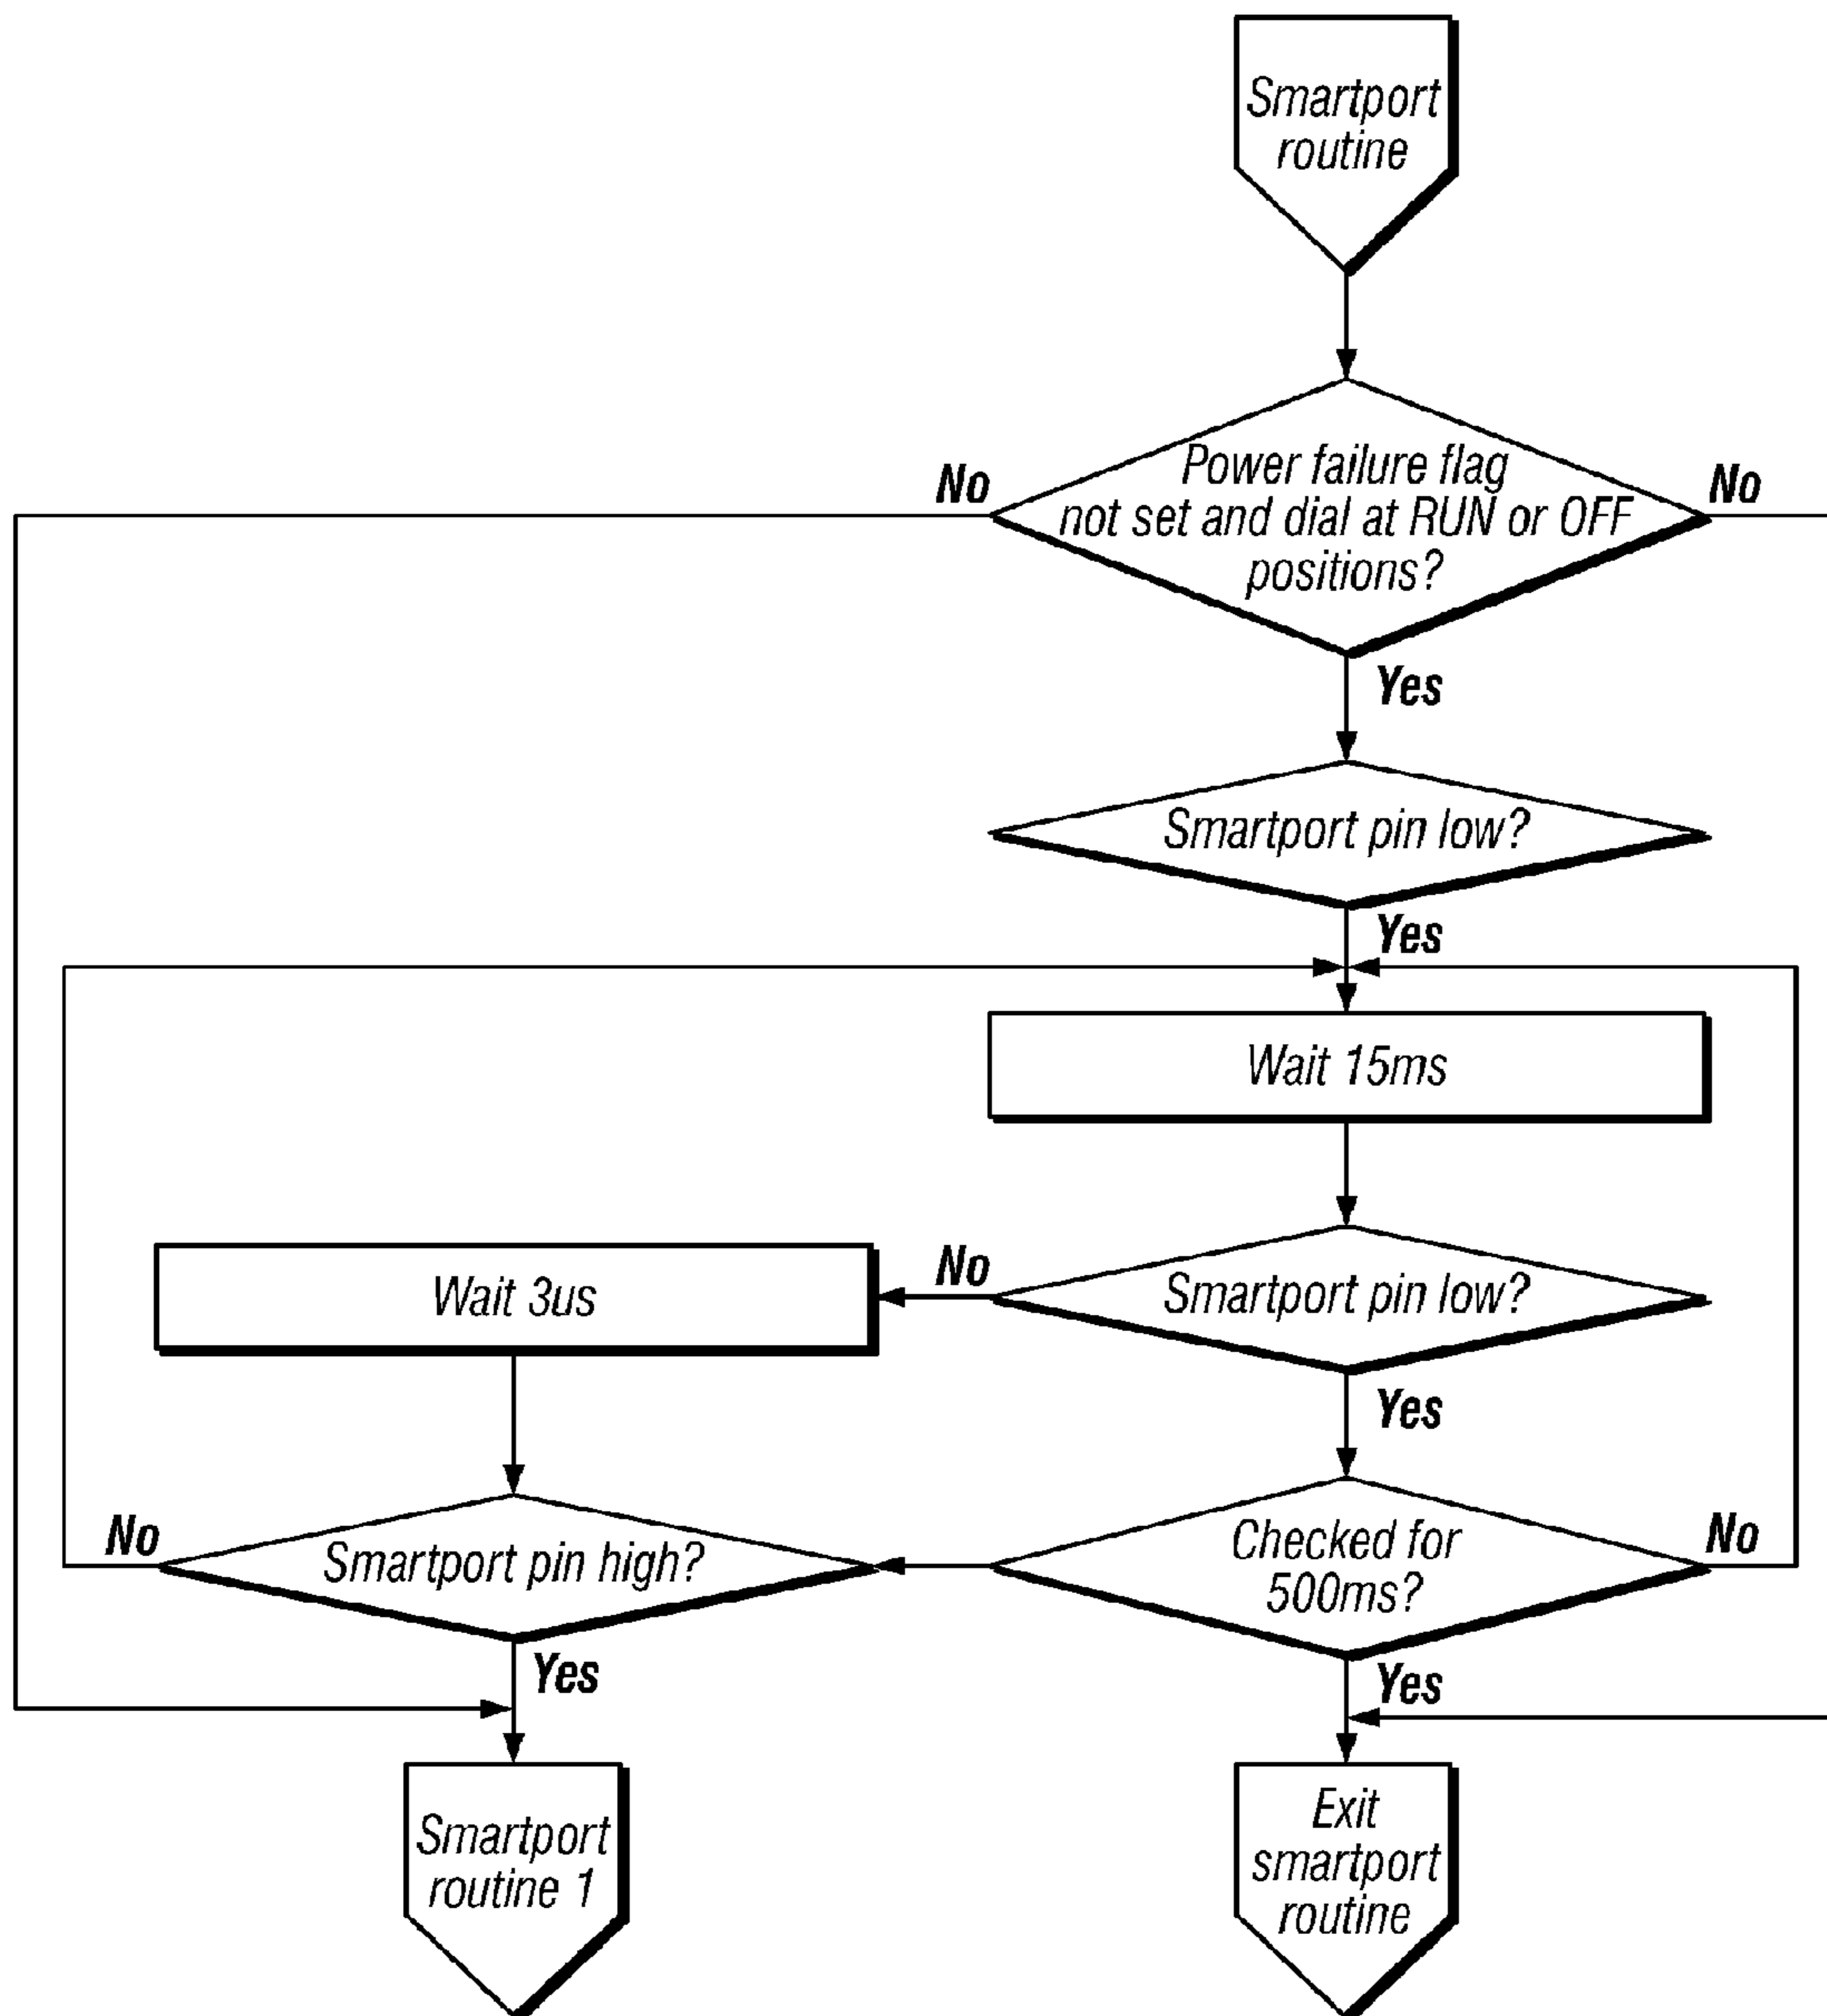 Smartport
routine
Power failure flag
not set and dial at RUN or OFF
positions?
No
No
Yes
Smartport pin low?
Yes
Wait 15ms
Smartport pin low?
No
Wait 3us
Yes
Smartport pin high?
No
Checked for
500ms?
No
Yes
Yes
Smartport
routine 1
Exit
smartport
routine